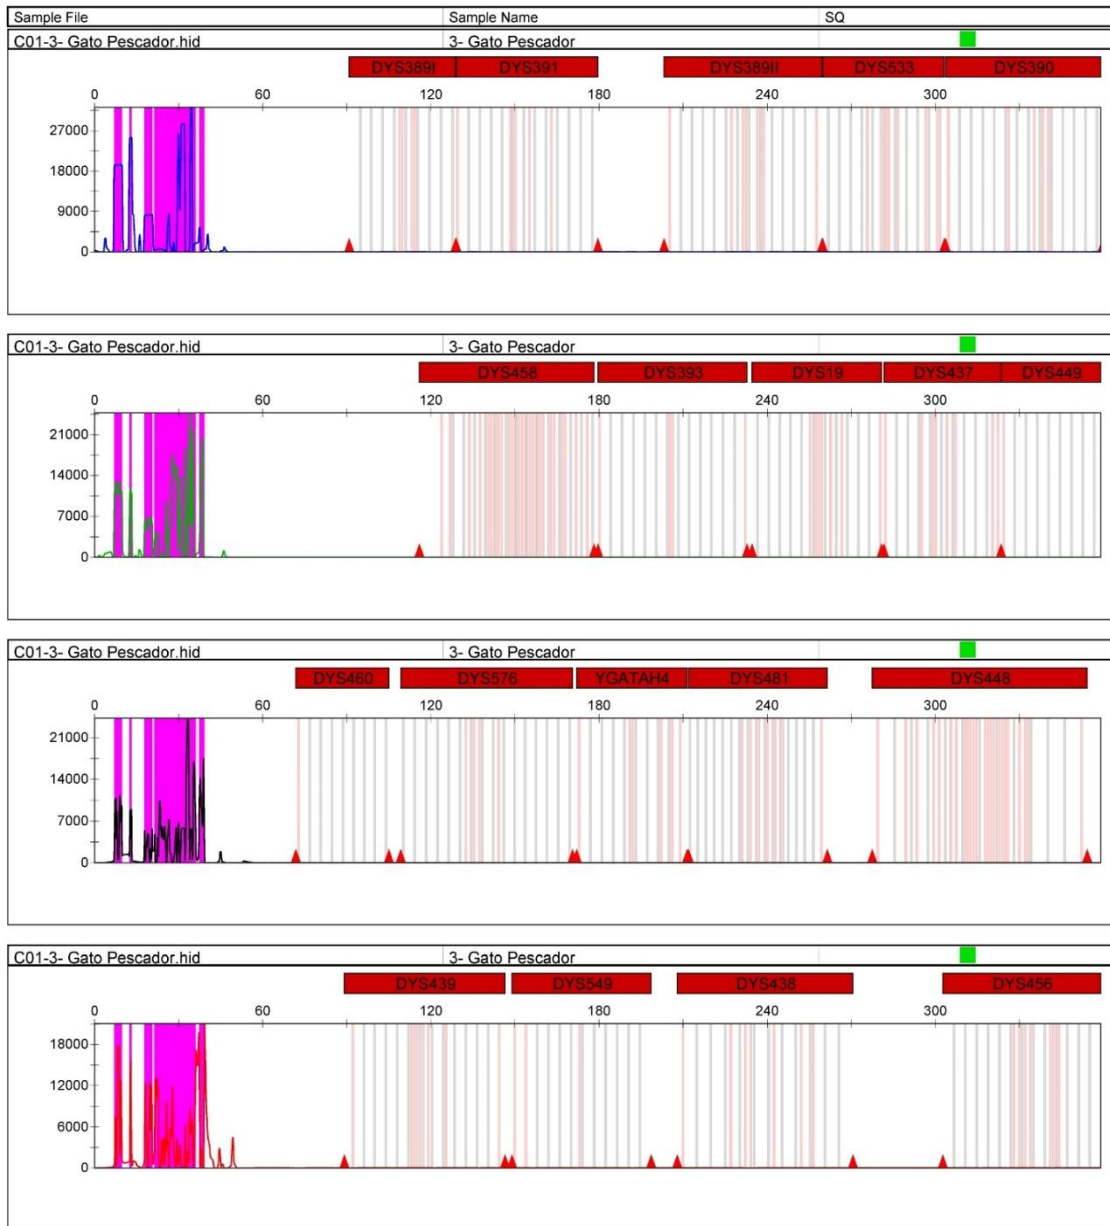 Sample File Sample Name SQ
C01-3- Gato Pescador.hid 3- Gato Pescador
DYS389I DYS391 DYS389II DYS533 DYS390
0 60 120 180 240 300
27000
18000
9000
0
C01-3- Gato Pescador.hid 3- Gato Pescador
DYS458 DYS393 DYS19 DYS437 DYS449
0 60 120 180 240 300
21000
14000
7000
0
C01-3- Gato Pescador.hid 3- Gato Pescador
DYS460 DYS576 YGATAH4 DYS481 DYS448
0 60 120 180 240 300
21000
14000
7000
0
C01-3- Gato Pescador.hid 3- Gato Pescador
DYS439 DYS549 DYS438 DYS456
0 60 120 180 240 300
18000
12000
6000
0